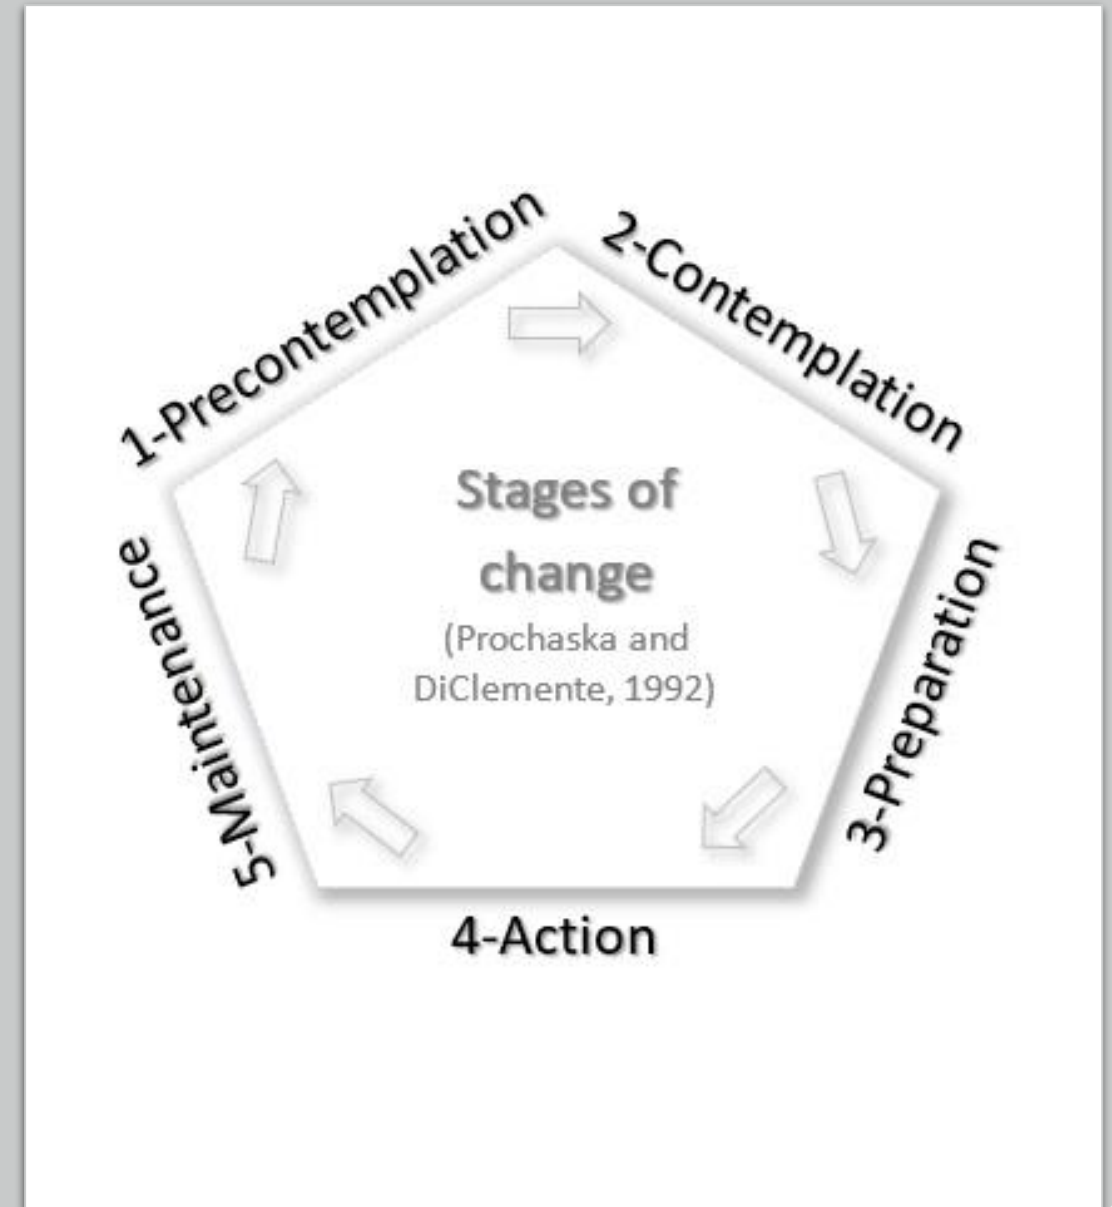 1-Precontemplation
2-Contemplation
3-Preparation
4-Action
5-Maintenance
Stages of
change
(Prochaska and
DiClemente, 1992)